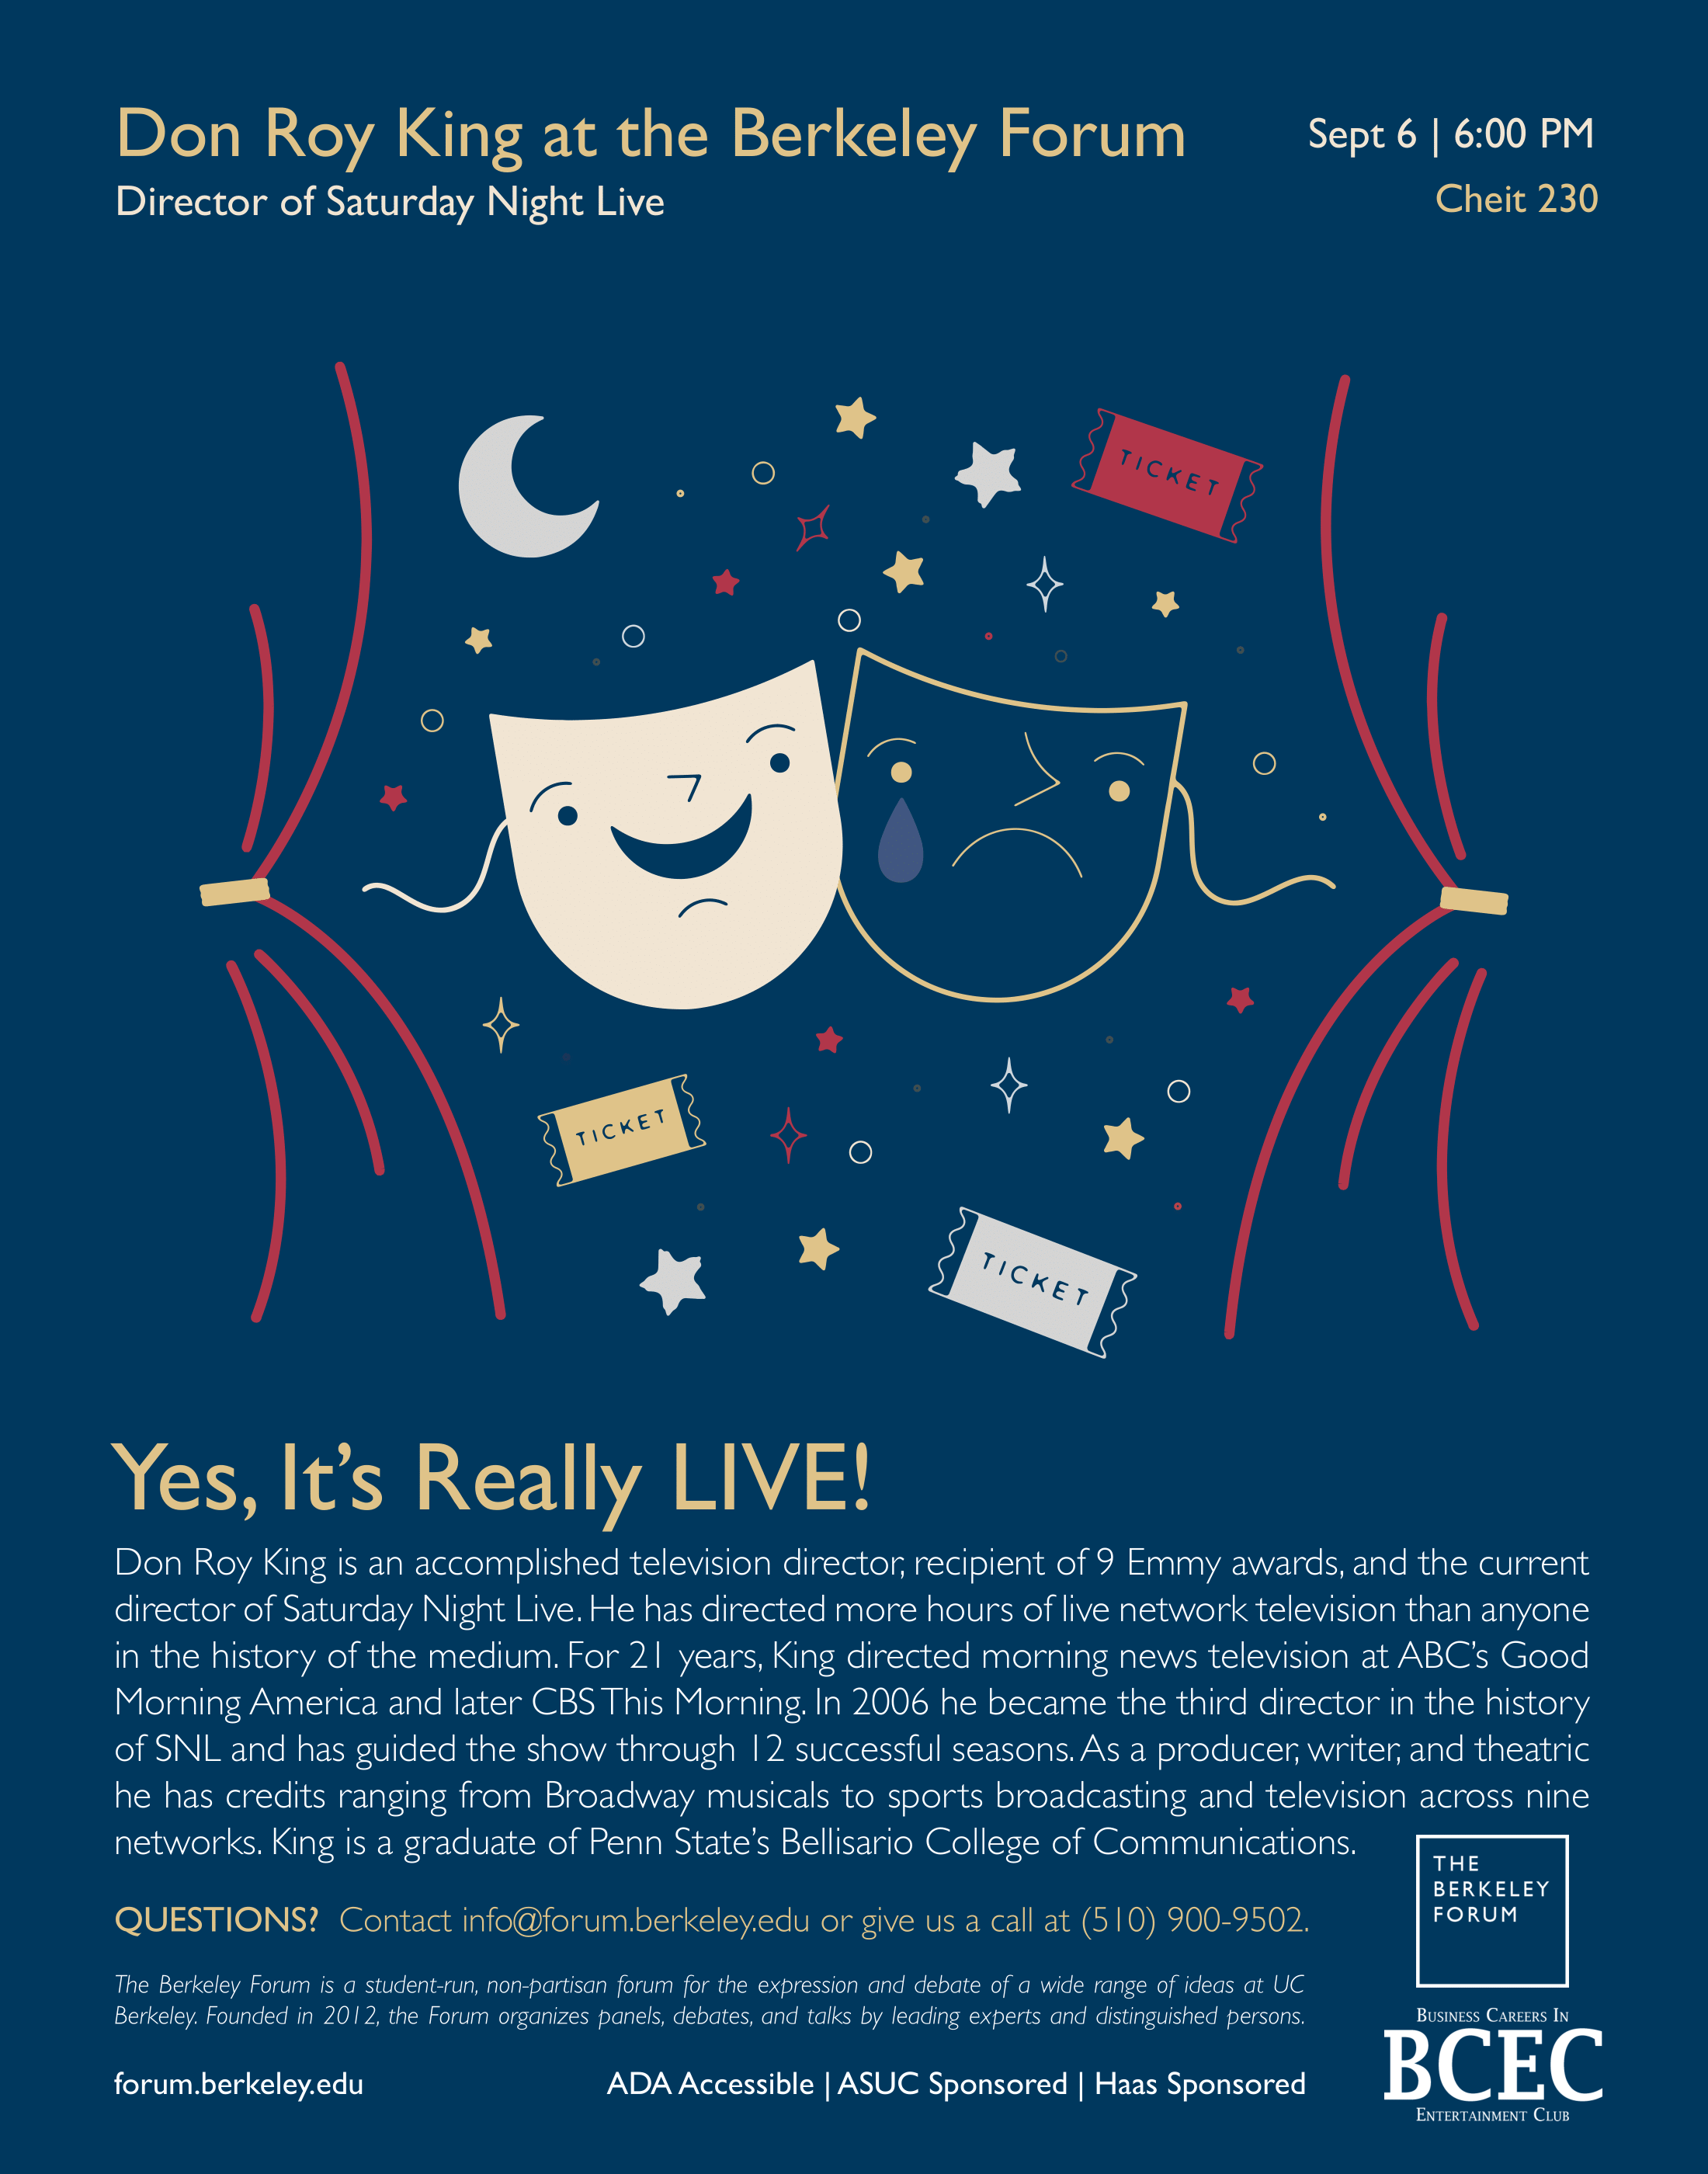 Don Roy King at the Berkeley Forum
Director of Saturday Night Live
Sept 6 | 6:00 PM
Cheit 230
TICKET
TICKET
TICKET
Yes, It’s Really LIVE!
Don Roy King is an accomplished television director, recipient of 9 Emmy awards, and the current
director of Saturday Night Live. He has directed more hours of live network television than anyone
in the history of the medium. For 21 years, King directed morning news television at ABC’s Good
Morning America and later CBS This Morning. In 2006 he became the third director in the history
of SNL and has guided the show through 12 successful seasons. As a producer, writer, and theatric
he has credits ranging from Broadway musicals to sports broadcasting and television across nine
networks. King is a graduate of Penn State’s Bellisario College of Communications.
QUESTIONS? Contact info@forum.berkeley.edu or give us a call at (510) 900-9502.
The Berkeley Forum is a student-run, non-partisan forum for the expression and debate of a wide range of ideas at UC
Berkeley. Founded in 2012, the Forum organizes panels, debates, and talks by leading experts and distinguished persons.
forum.berkeley.edu
ADA Accessible | ASUC Sponsored | Haas Sponsored
THE
BERKELEY
FORUM
BUSINESS CAREERS IN
BCEC
ENTERTAINMENT CLUB